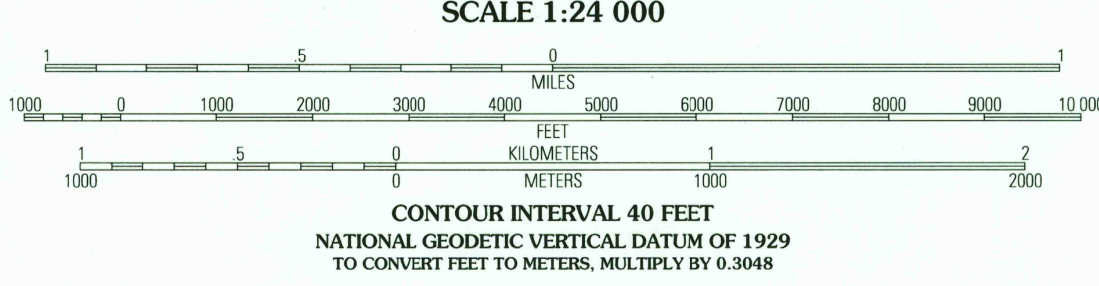 SCALE 1:24 000
1 .5 0 1
MILES
1000 0 1000 2000 3000 4000 5000 6000 7000 8000 9000 10 000
FEET
1 .5 0 KILOMETERS 1 2
1000 0 METERS 1000 2000
CONTOUR INTERVAL 40 FEET
NATIONAL GEODETIC VERTICAL DATUM OF 1929
TO CONVERT FEET TO METERS, MULTIPLY BY 0.3048